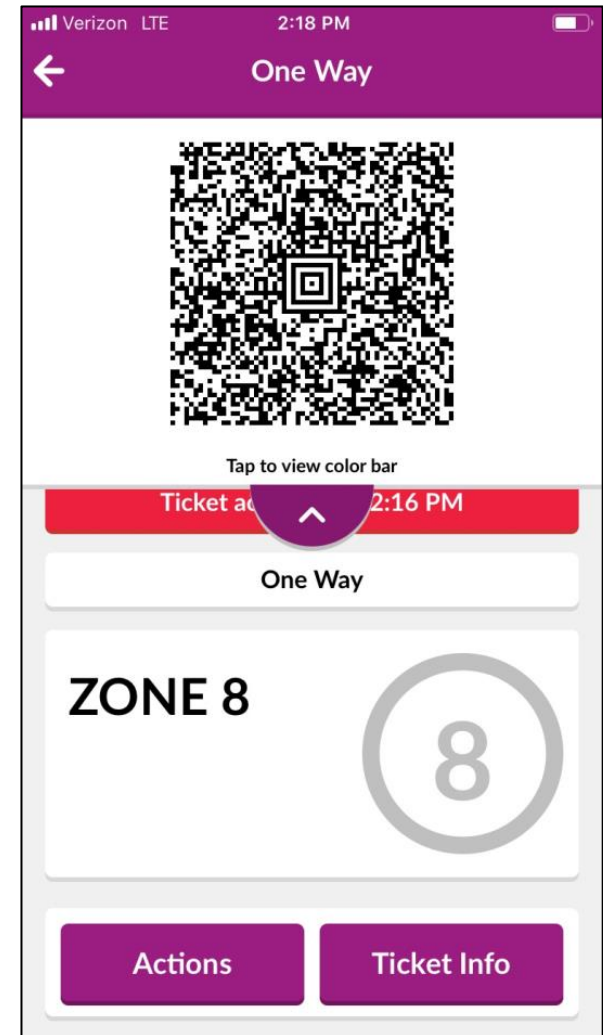 Verizon LTE 2:18 PM
One Way
Tap to view color bar
Ticket 2:16 PM
One Way
ZONE 8
8
Actions Ticket Info